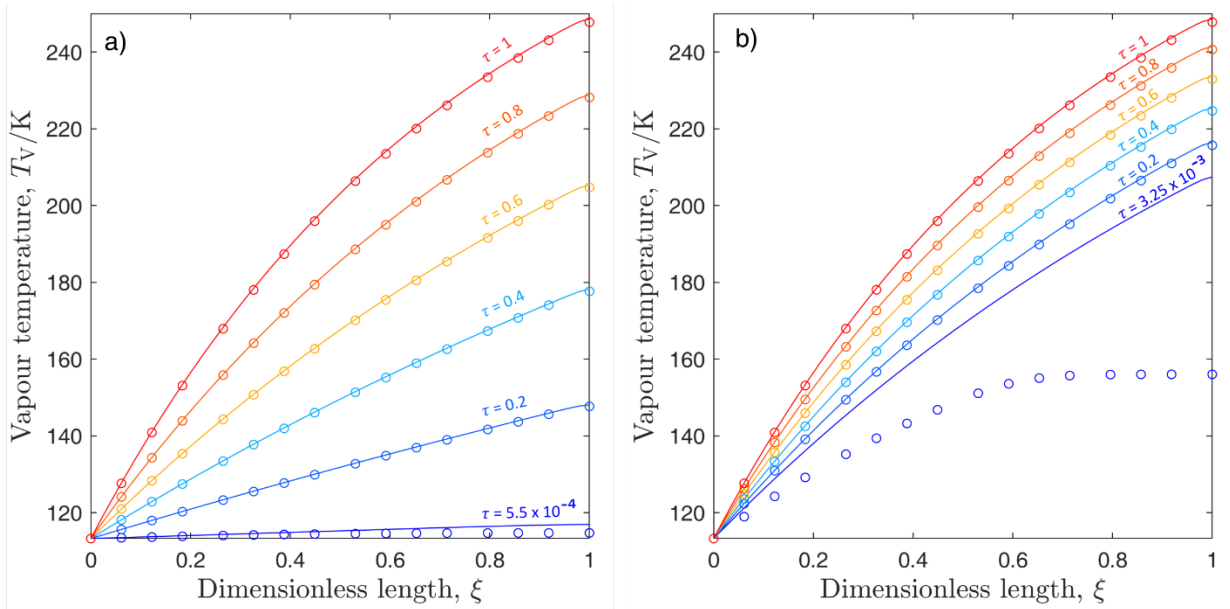 a)
240
220
200
180
160
140
120
0
0.2
0.4
0.6
0.8
1
Vapour temperature, T_V/K
Dimensionless length, ξ
τ = 1
τ = 0.8
τ = 0.6
τ = 0.4
τ = 0.2
τ = 5.5 x 10⁻⁴
b)
240
220
200
180
160
140
120
0
0.2
0.4
0.6
0.8
1
Vapour temperature, T_V/K
Dimensionless length, ξ
τ = 1
τ = 0.8
τ = 0.6
τ = 0.4
τ = 0.2
τ = 3.25 x 10⁻³